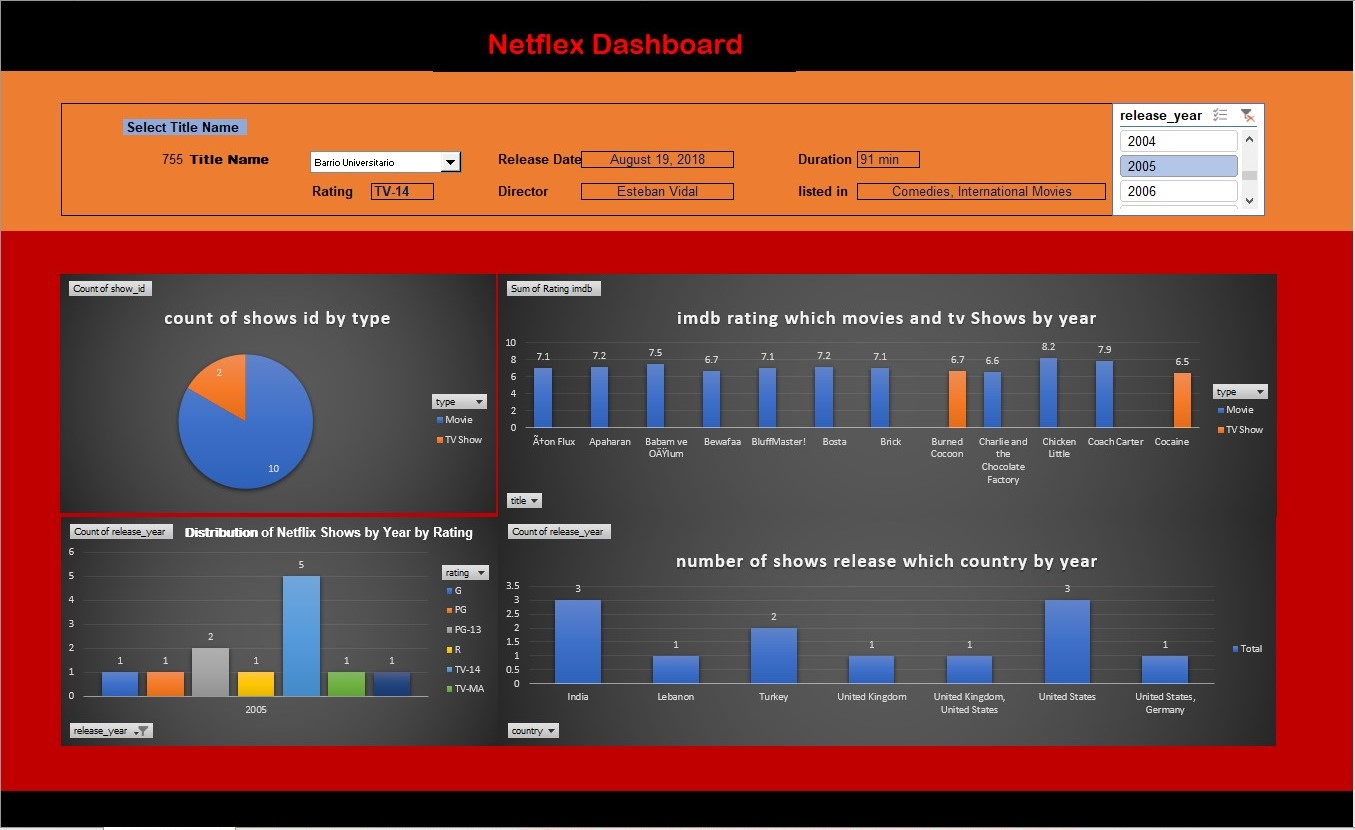 Netflex Dashboard
Select Title Name
755 Title Name
Barrio Universitario
Release Date
August 19, 2018
Duration
91 min
Rating
TV-14
Director
Esteban Vidal
listed in
Comedies, International Movies
release_year
2004
2005
2006
Count of show_id
count of shows id by type
2
10
type
Movie
TV Show
Sum of Rating imdb
imdb rating which movies and tv Shows by year
10
8
6
4
2
0
7.1
7.2
7.5
6.7
7.1
7.2
7.1
6.7
6.6
8.2
7.9
6.5
Ã†on Flux
Apaharan
Babam ve
OÄŸlum
Bewafaa
BluffMaster!
Bosta
Brick
Burned
Cocoon
Charlie and
the
Chocolate
Factory
Chicken
Little
Coach Carter
Cocaine
type
Movie
TV Show
title
Count of release_year
Distribution of Netflix Shows by Year by Rating
6
5
4
3
2
1
0
1
1
2
1
5
1
1
2005
rating
G
PG
PG-13
R
TV-14
TV-MA
release_year
Count of release_year
number of shows release which country by year
3.5
3
2.5
2
1.5
1
0.5
0
3
1
2
1
1
3
1
India
Lebanon
Turkey
United Kingdom
United Kingdom,
United States
United States
United States,
Germany
Total
country